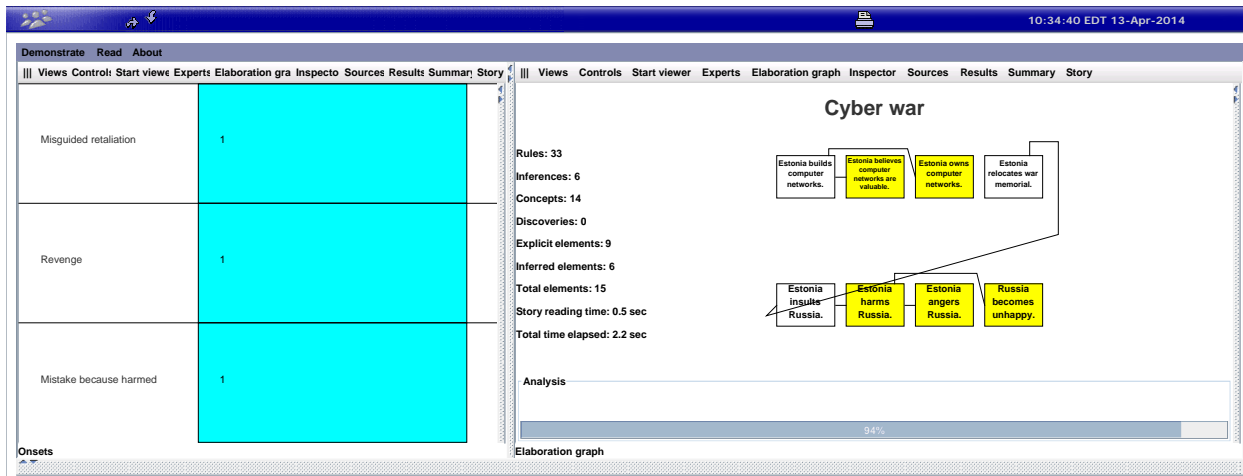 10:34:40 EDT 13-Apr-2014
Demonstrate Read About
||| Views Controls Start viewe Experts Elaboration gra Inspecto Sources Results Summary Story
Misguided retaliation 1
Revenge 1
Mistake because harmed 1
Onsets
||| Views Controls Start viewer Experts Elaboration graph Inspector Sources Results Summary Story
Cyber war
Rules: 33
Inferences: 6
Concepts: 14
Discoveries: 0
Explicit elements: 9
Inferred elements: 6
Total elements: 15
Story reading time: 0.5 sec
Total time elapsed: 2.2 sec
Estonia builds
computer
networks.
Estonia believes
computer
networks are
valuable.
Estonia owns
computer
networks.
Estonia
relocates war
memorial.
Estonia
insults
Russia.
Estonia
harms
Russia.
Estonia
angers
Russia.
Russia
becomes
unhappy.
Analysis
94%
Elaboration graph